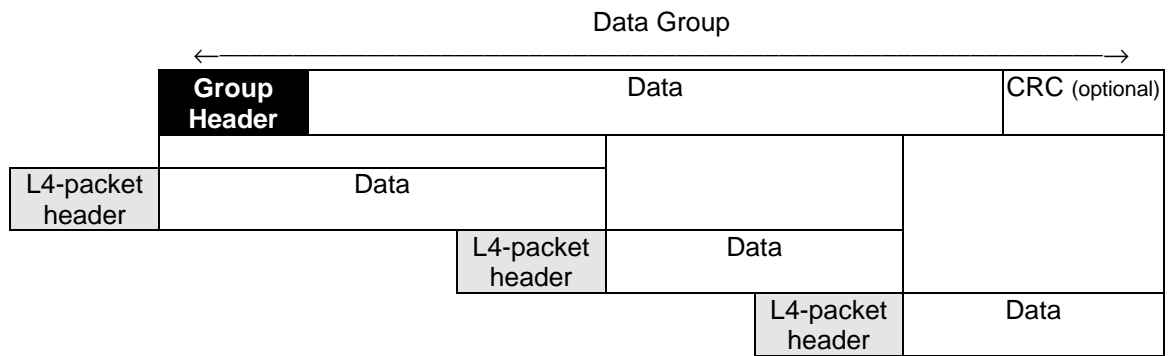 Data Group
Group Header
Data
CRC (optional)
L4-packet header
Data
L4-packet header
Data
L4-packet header
Data